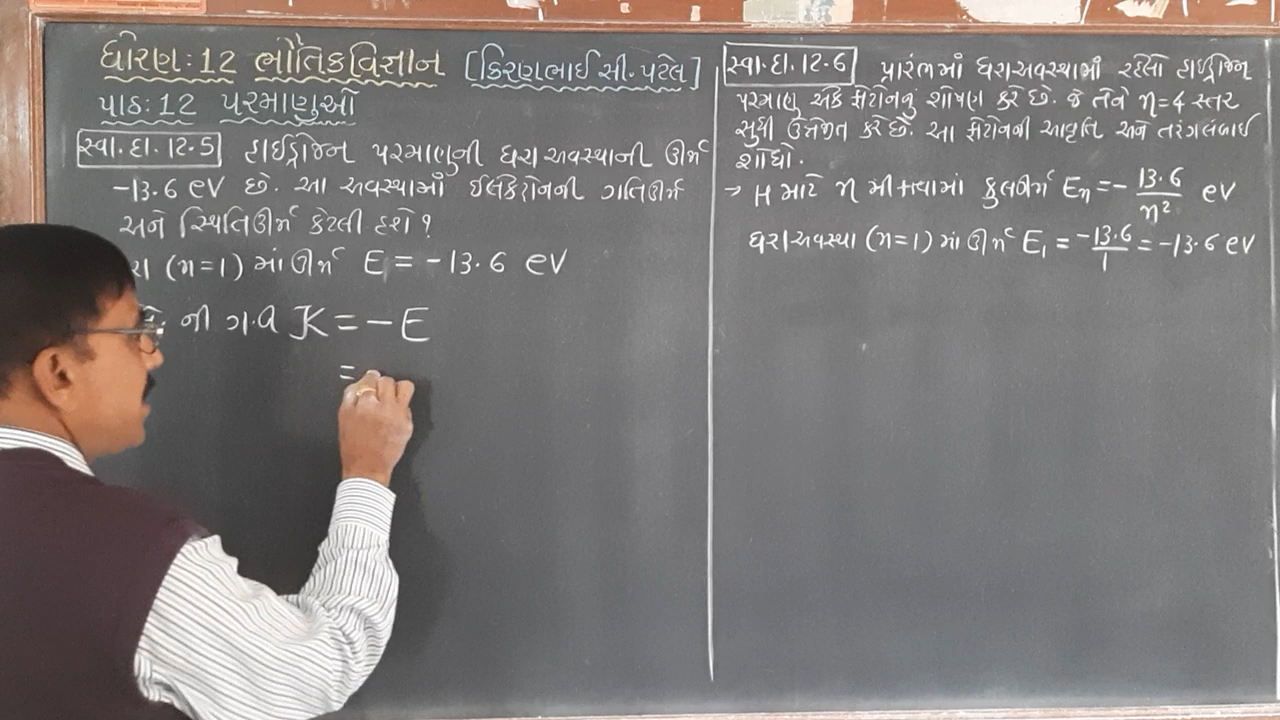 ધોરણ: 12 ભૌતિકવિજ્ઞાન [કિરણભાઈ સી. પટેલ]
પાઠ: 12 પરમાણુઓ
સ્વા. દા. 12.5 હાઈડ્રોજન પરમાણુની ધરા અવસ્થાની ઊર્જા
-13.6 eV છે. આ અવસ્થામાં ઈલેક્ટ્રોનની ગતિઊર્જા
અને સ્થિતિઊર્જા કેટલી હશે?
રા (n=1) માં ઊર્જા E = -13.6 eV
ની ગ.ઊ K = -E
=
સ્વા. દા. 12.6 પ્રારંભમાં ધરાઅવસ્થામાં રહેલો હાઈડ્રોજન
પરમાણુ એક ફોટોનનું શોષણ કરે છે. જે તેને n=4 સ્તર
સુધી ઉત્તેજીત કરે છે. આ ફોટોનની આવૃતિ અને તરંગલંબાઈ
શોધો.
→ H માટે n મી કક્ષામાં કુલઊર્જા Eₙ = - 13.6/n² eV
ધરાઅવસ્થા (n=1) માં ઊર્જા E₁ = -13.6/1 = -13.6 eV